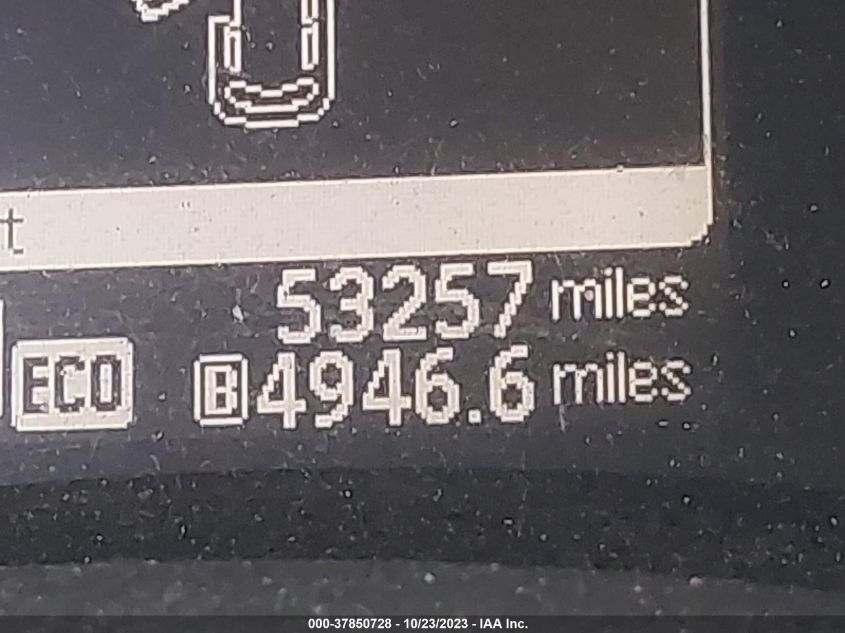 t
53257 miles
ECO B 4946.6 miles
000-37850728 - 10/23/2023 - IAA Inc.